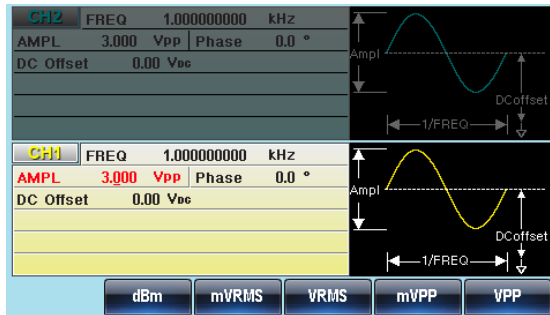 CH2 FREQ 1.000000000 kHz
AMPL 3.000 Vpp Phase 0.0 °
DC Offset 0.00 VDC
Ampl
DCoffset
1/FREQ
CH1 FREQ 1.000000000 kHz
AMPL 3.000 Vpp Phase 0.0 °
DC Offset 0.00 VDC
Ampl
DCoffset
1/FREQ
dBm mVRMS VRMS mVPP VPP